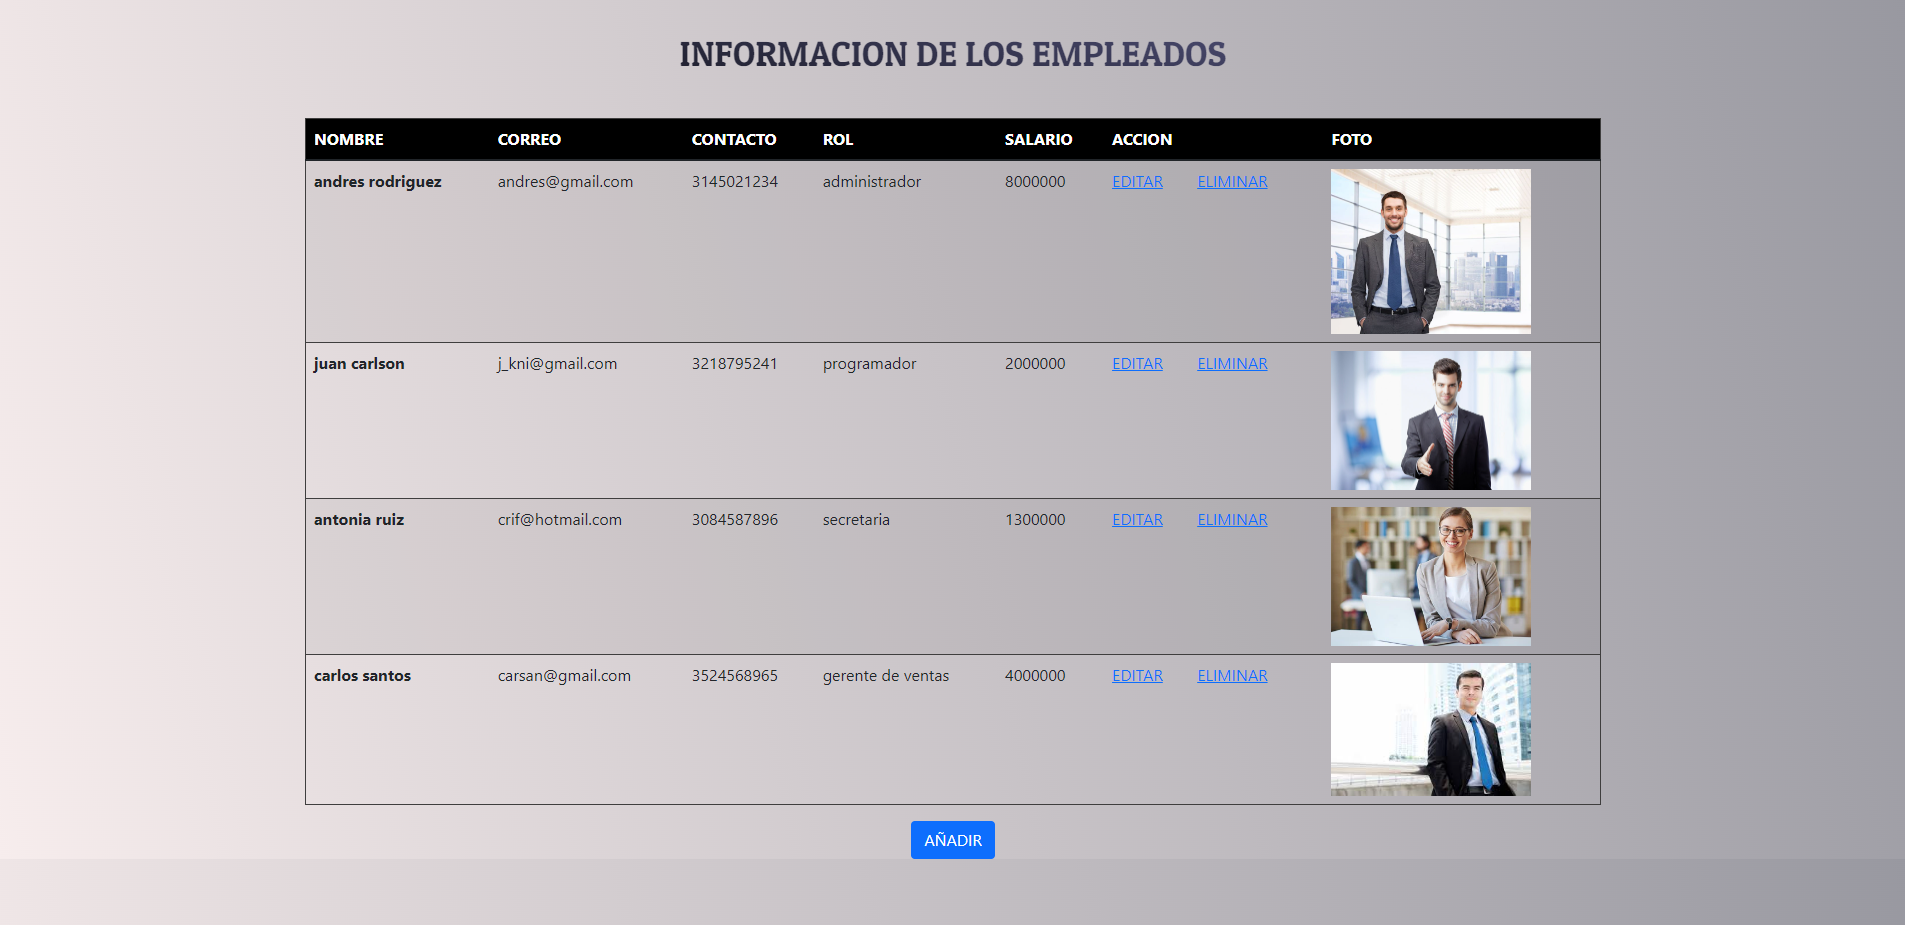 INFORMACION DE LOS EMPLEADOS
NOMBRE CORREO CONTACTO ROL SALARIO ACCION FOTO
andres rodriguez andres@gmail.com 3145021234 administrador 8000000 EDITAR ELIMINAR
juan carlson j_kni@gmail.com 3218795241 programador 2000000 EDITAR ELIMINAR
antonia ruiz crif@hotmail.com 3084587896 secretaria 1300000 EDITAR ELIMINAR
carlos santos carsan@gmail.com 3524568965 gerente de ventas 4000000 EDITAR ELIMINAR
AÑADIR